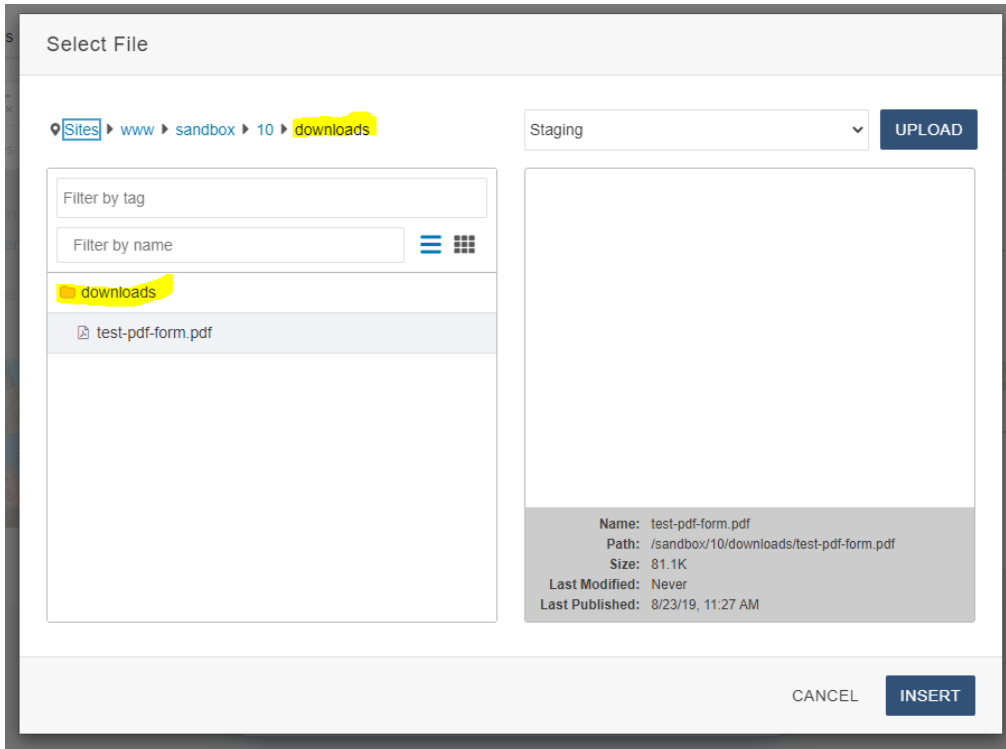 Select File
Sites www sandbox 10 downloads
Staging
UPLOAD
Filter by tag
Filter by name
downloads
test-pdf-form.pdf
Name: test-pdf-form.pdf
Path: /sandbox/10/downloads/test-pdf-form.pdf
Size: 81.1K
Last Modified: Never
Last Published: 8/23/19, 11:27 AM
CANCEL
INSERT